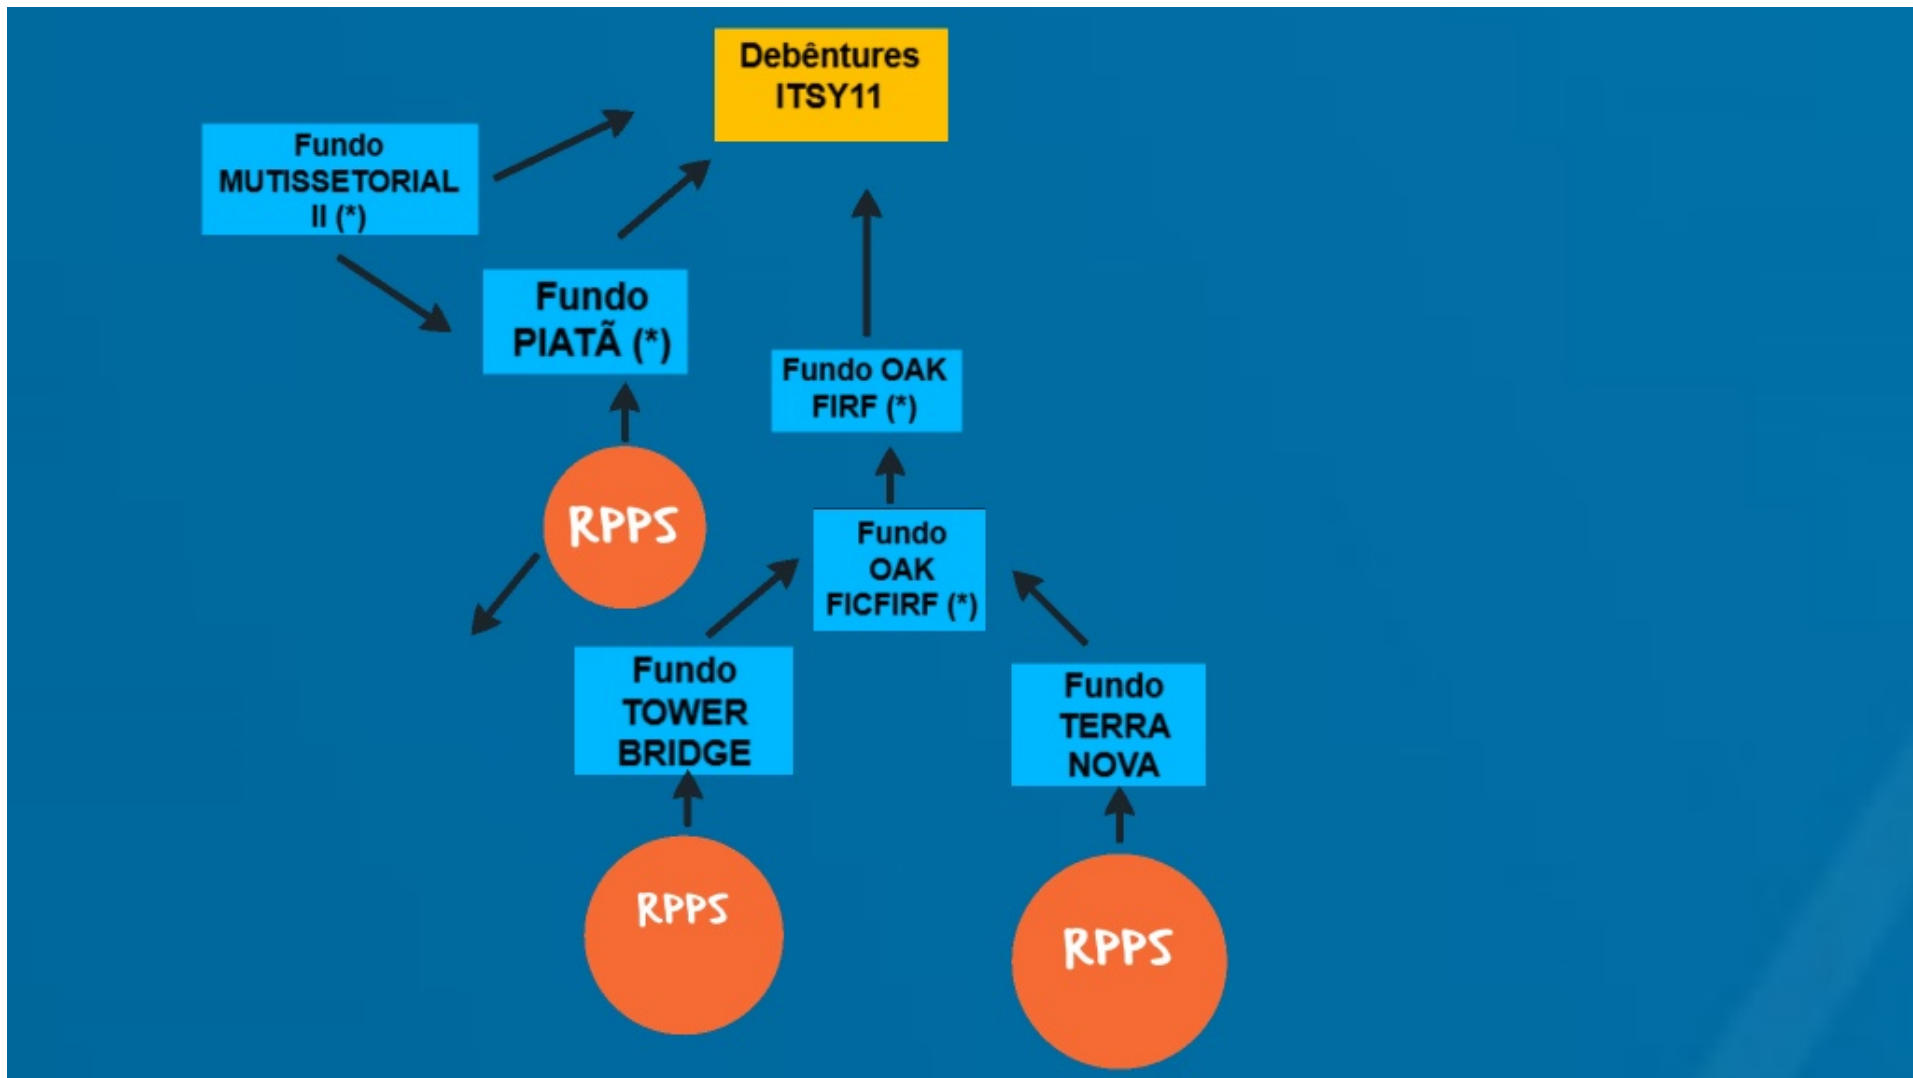 Debêntures
ITSY11
Fundo
MUTISSETORIAL
II (*)
Fundo
PIATÃ (*)
Fundo OAK
FIRF (*)
RPPS
Fundo
OAK
FICFIRF (*)
Fundo
TOWER
BRIDGE
Fundo
TERRA
NOVA
RPPS
RPPS